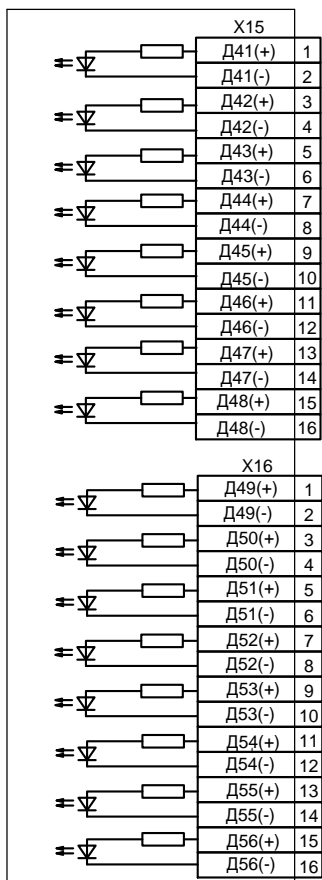 X15
Д41(+) 1
Д41(-) 2
Д42(+) 3
Д42(-) 4
Д43(+) 5
Д43(-) 6
Д44(+) 7
Д44(-) 8
Д45(+) 9
Д45(-) 10
Д46(+) 11
Д46(-) 12
Д47(+) 13
Д47(-) 14
Д48(+) 15
Д48(-) 16
X16
Д49(+) 1
Д49(-) 2
Д50(+) 3
Д50(-) 4
Д51(+) 5
Д51(-) 6
Д52(+) 7
Д52(-) 8
Д53(+) 9
Д53(-) 10
Д54(+) 11
Д54(-) 12
Д55(+) 13
Д55(-) 14
Д56(+) 15
Д56(-) 16